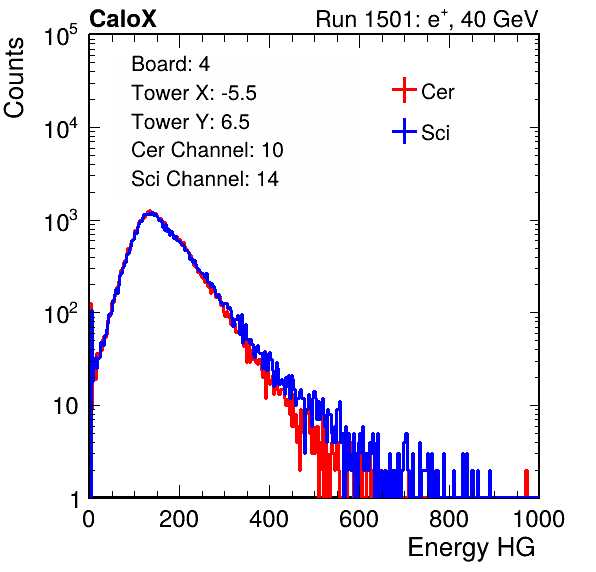 CaloX Run 1501: e⁺, 40 GeV
Counts
10⁵
10⁴
10³
10²
10
1
Board: 4
Tower X: -5.5
Tower Y: 6.5
Cer Channel: 10
Sci Channel: 14
Cer
Sci
0 200 400 600 800 1000
Energy HG